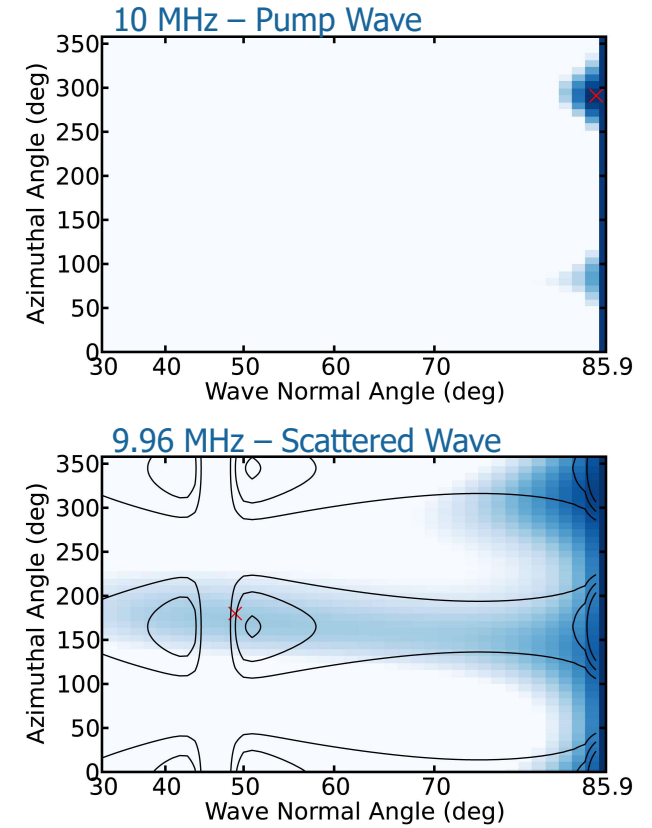 10 MHz – Pump Wave
350
300
250
200
150
100
50
0
Azimuthal Angle (deg)
30 40 50 60 70 85.9
Wave Normal Angle (deg)
9.96 MHz – Scattered Wave
350
300
250
200
150
100
50
0
Azimuthal Angle (deg)
30 40 50 60 70 85.9
Wave Normal Angle (deg)